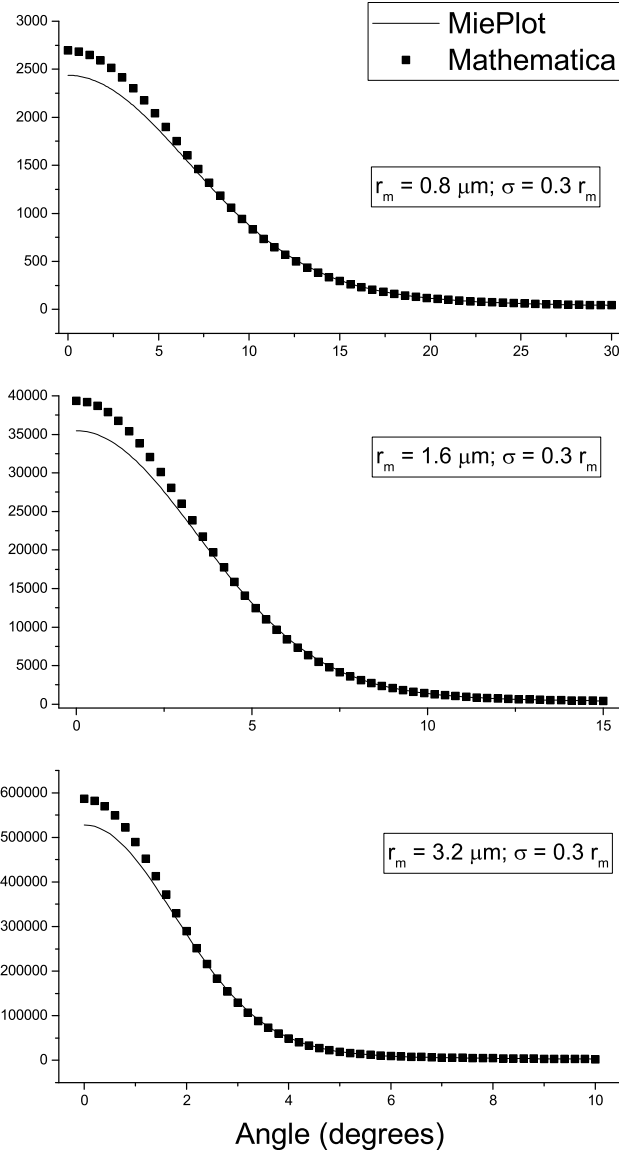 MiePlot
Mathematica
3000
2500
2000
1500
1000
500
0
r_m = 0.8 μm; σ = 0.3 r_m
0 5 10 15 20 25 30
40000
35000
30000
25000
20000
15000
10000
5000
0
r_m = 1.6 μm; σ = 0.3 r_m
0 5 10 15
600000
500000
400000
300000
200000
100000
0
r_m = 3.2 μm; σ = 0.3 r_m
0 2 4 6 8 10
Angle (degrees)